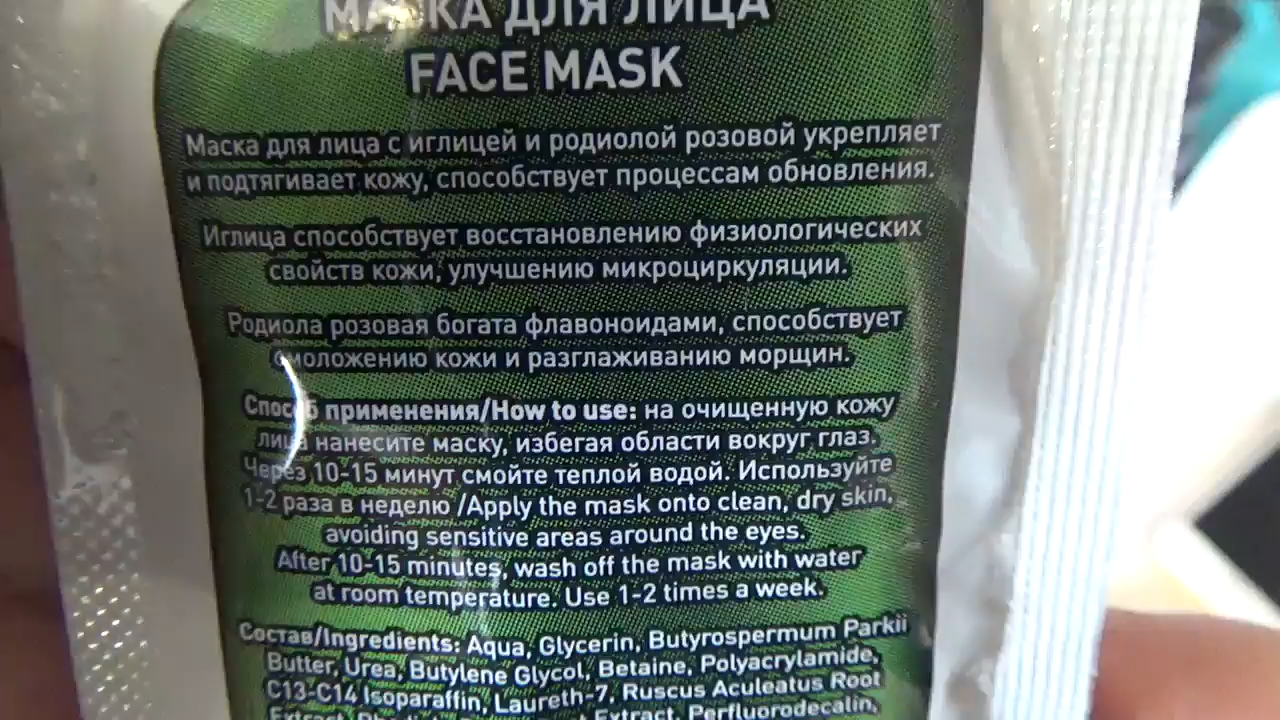 МАСКА ДЛЯ ЛИЦА
FACE MASK
Маска для лица с иглицей и родиолой розовой укрепляет
и подтягивает кожу, способствует процессам обновления.
Иглица способствует восстановлению физиологических
свойств кожи, улучшению микроциркуляции.
Родиола розовая богата флавоноидами, способствует
омоложению кожи и разглаживанию морщин.
Способ применения/How to use: на очищенную кожу
лица нанесите маску, избегая области вокруг глаз.
Через 10-15 минут смойте теплой водой. Используйте
1-2 раза в неделю /Apply the mask onto clean, dry skin,
avoiding sensitive areas around the eyes.
After 10-15 minutes, wash off the mask with water
at room temperature. Use 1-2 times a week.
Состав/Ingredients: Aqua, Glycerin, Butyrospermum Parkii
Butter, Urea, Butylene Glycol, Betaine, Polyacrylamide,
C13-C14 Isoparaffin, Laureth-7, Ruscus Aculeatus Root
Extract, Extract, Perfluorodecalin,